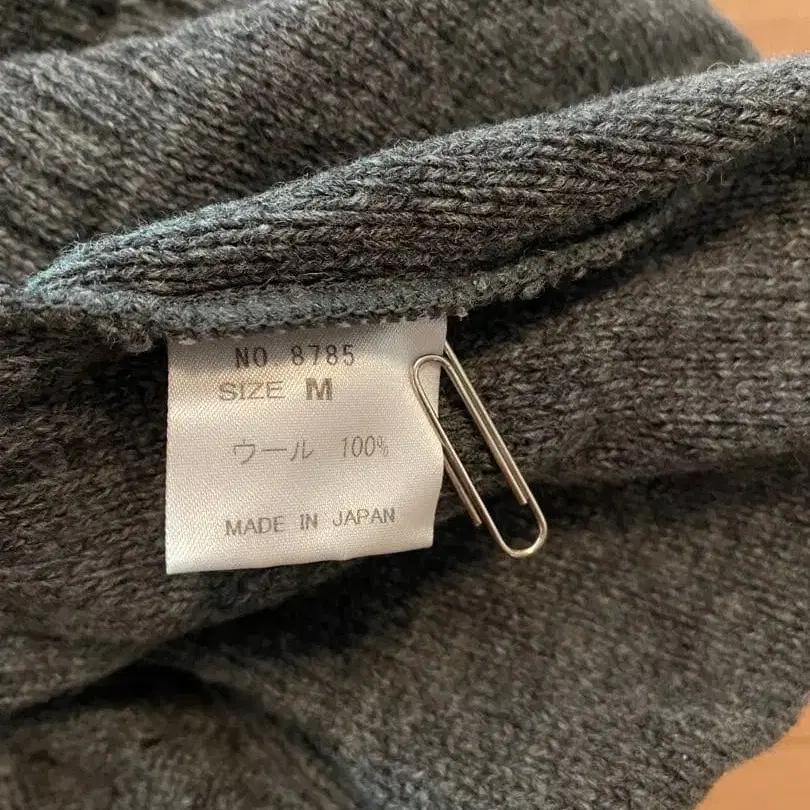 NO 8785
SIZE M
ウール 100%
MADE IN JAPAN